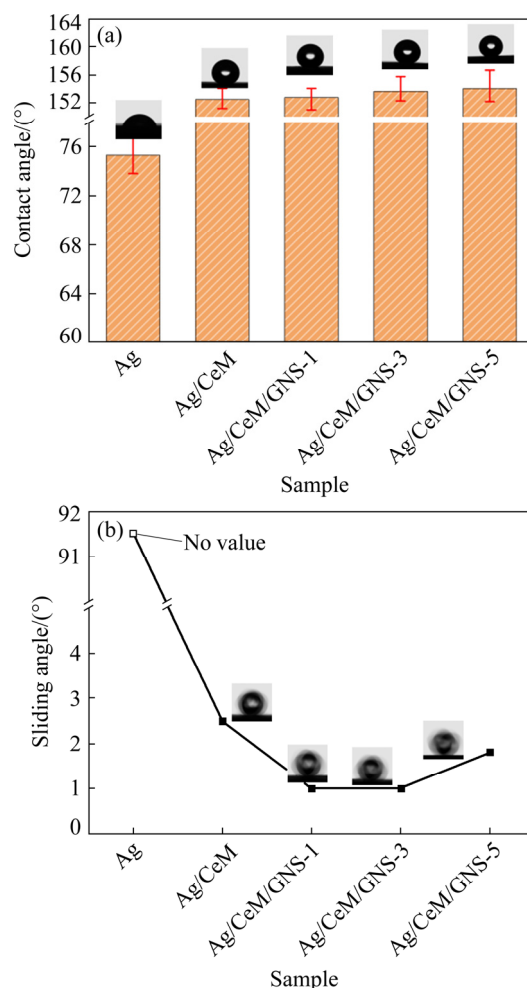 (a)
Contact angle/(°)
164
160
156
152
76
72
68
64
60
Ag
Ag/CeM
Ag/CeM/GNS-1
Ag/CeM/GNS-3
Ag/CeM/GNS-5
Sample
(b)
No value
Sliding angle/(°)
92
91
4
3
2
1
0
Ag
Ag/CeM
Ag/CeM/GNS-1
Ag/CeM/GNS-3
Ag/CeM/GNS-5
Sample